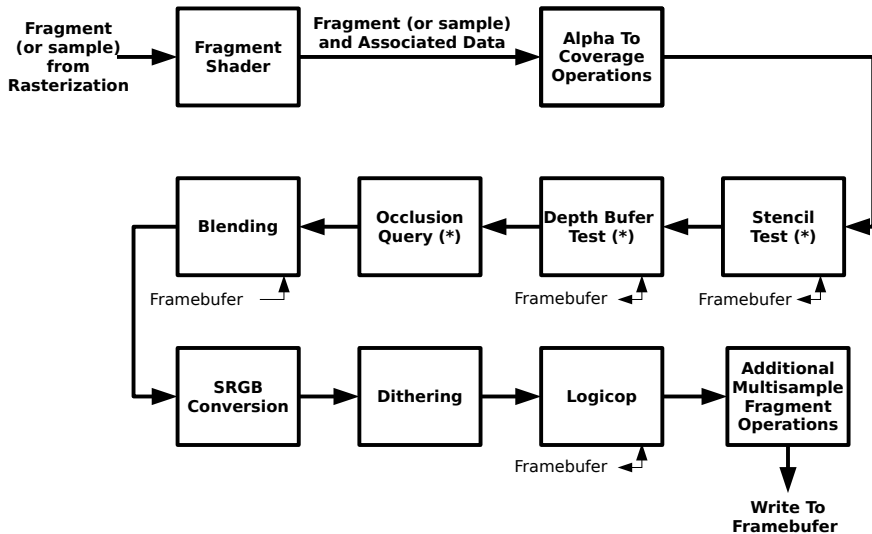 Fragment
(or sample)
from
Rasterization
Fragment
Shader
Fragment (or sample)
and Associated Data
Alpha To
Coverage
Operations
Blending
Occlusion
Query (*)
Depth Bufer
Test (*)
Stencil
Test (*)
Framebufer
Framebufer
Framebufer
SRGB
Conversion
Dithering
Logicop
Additional
Multisample
Fragment
Operations
Framebufer
Write To
Framebufer